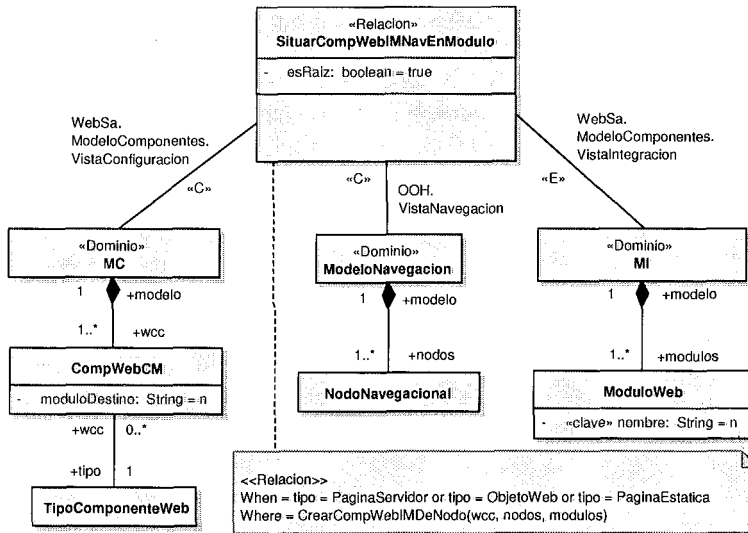 «Relacion»
SituarCompWebIMNavEnModulo
- esRaiz: boolean = true
WebSa.
ModeloComponentes.
VistaConfiguracion
«C»
«C»
OOH.
VistaNavegacion
WebSa.
ModeloComponentes.
VistaIntegracion
«E»
«Dominio»
MC
«Dominio»
ModeloNavegacion
«Dominio»
MI
1 +modelo
1..* +wcc
1 +modelo
1..* +nodos
1 +modelo
1..* +modulos
CompWebCM
- moduloDestino: String = n
NodoNavegacional
ModuloWeb
- «clave» nombre: String = n
+wcc 0..*
+tipo 1
TipoComponenteWeb
<<Relacion>>
When = tipo = PaginaServidor or tipo = ObjetoWeb or tipo = PaginaEstatica
Where = CrearCompWebIMDeNodo(wcc, nodos, modulos)